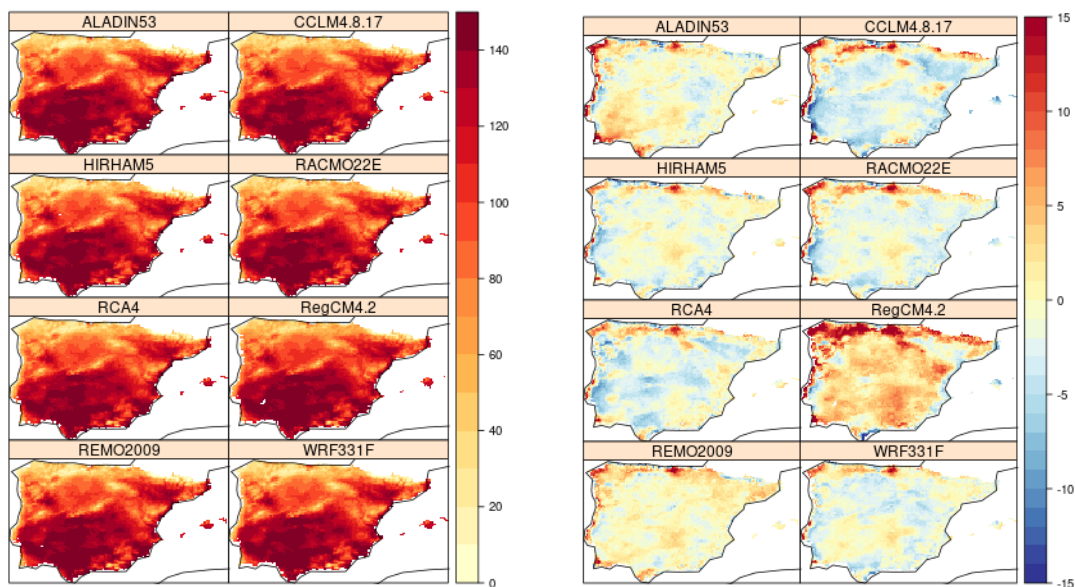 ALADIN53 CCLM4.8.17
HIRHAM5 RACMO22E
RCA4 RegCM4.2
REMO2009 WRF331F
140
120
100
80
60
40
20
0
ALADIN53 CCLM4.8.17
HIRHAM5 RACMO22E
RCA4 RegCM4.2
REMO2009 WRF331F
15
10
5
0
-5
-10
-15